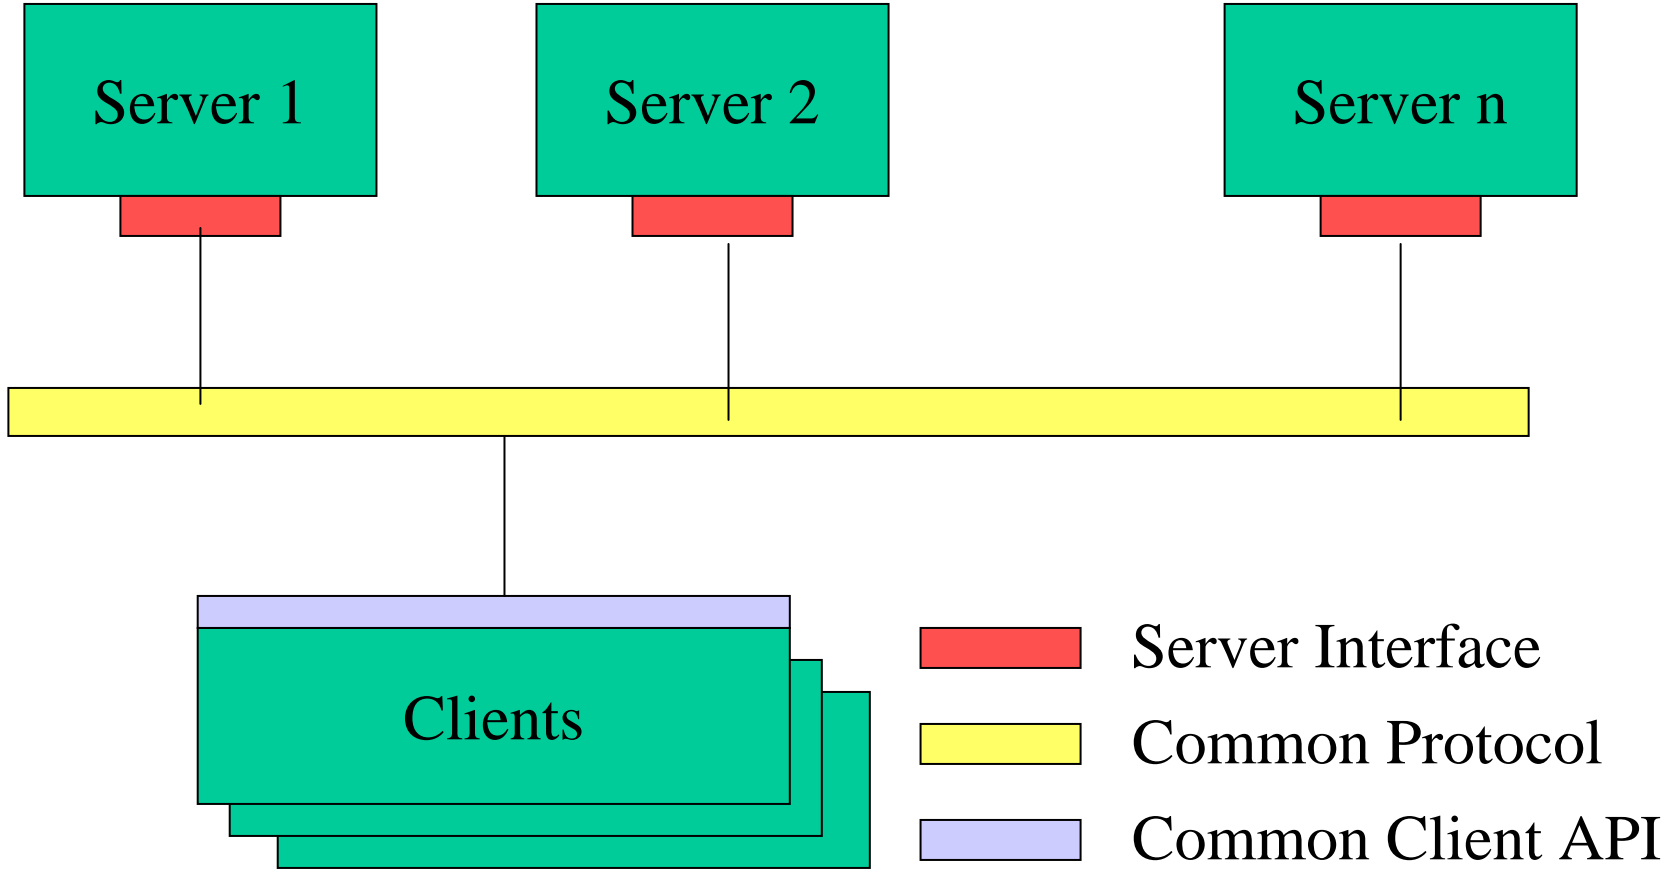 Server 1
Server 2
Server n
Clients
Server Interface
Common Protocol
Common Client API